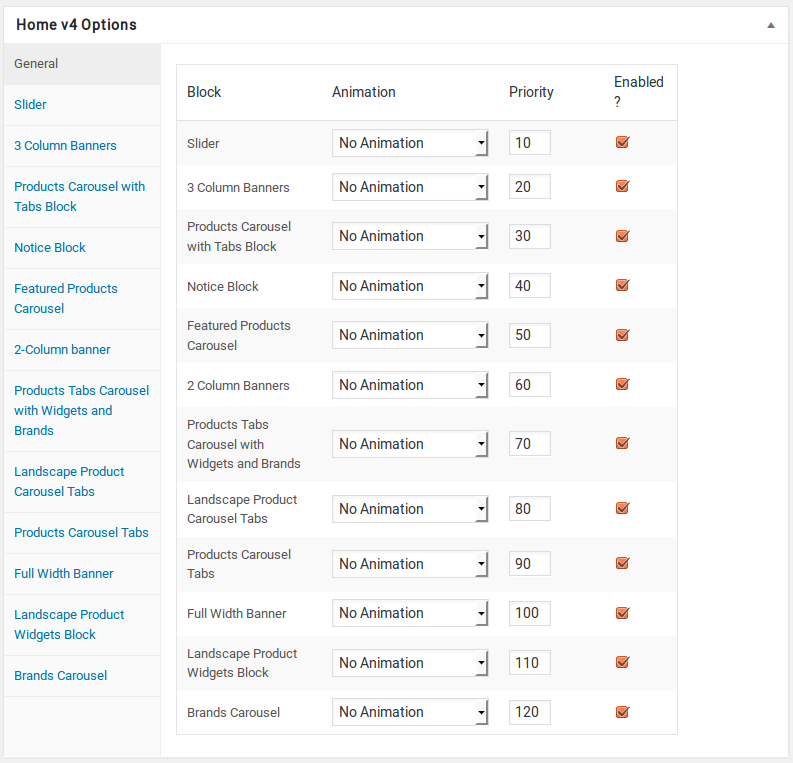 Home v4 Options
General
Slider
3 Column Banners
Products Carousel with
Tabs Block
Notice Block
Featured Products
Carousel
2-Column banner
Products Tabs Carousel
with Widgets and
Brands
Landscape Product
Carousel Tabs
Products Carousel Tabs
Full Width Banner
Landscape Product
Widgets Block
Brands Carousel
Block Animation Priority Enabled
?
Slider No Animation 10
3 Column Banners No Animation 20
Products Carousel
with Tabs Block No Animation 30
Notice Block No Animation 40
Featured Products
Carousel No Animation 50
2 Column Banners No Animation 60
Products Tabs
Carousel with No Animation 70
Widgets and Brands
Landscape Product
Carousel Tabs No Animation 80
Products Carousel
Tabs No Animation 90
Full Width Banner No Animation 100
Landscape Product
Widgets Block No Animation 110
Brands Carousel No Animation 120